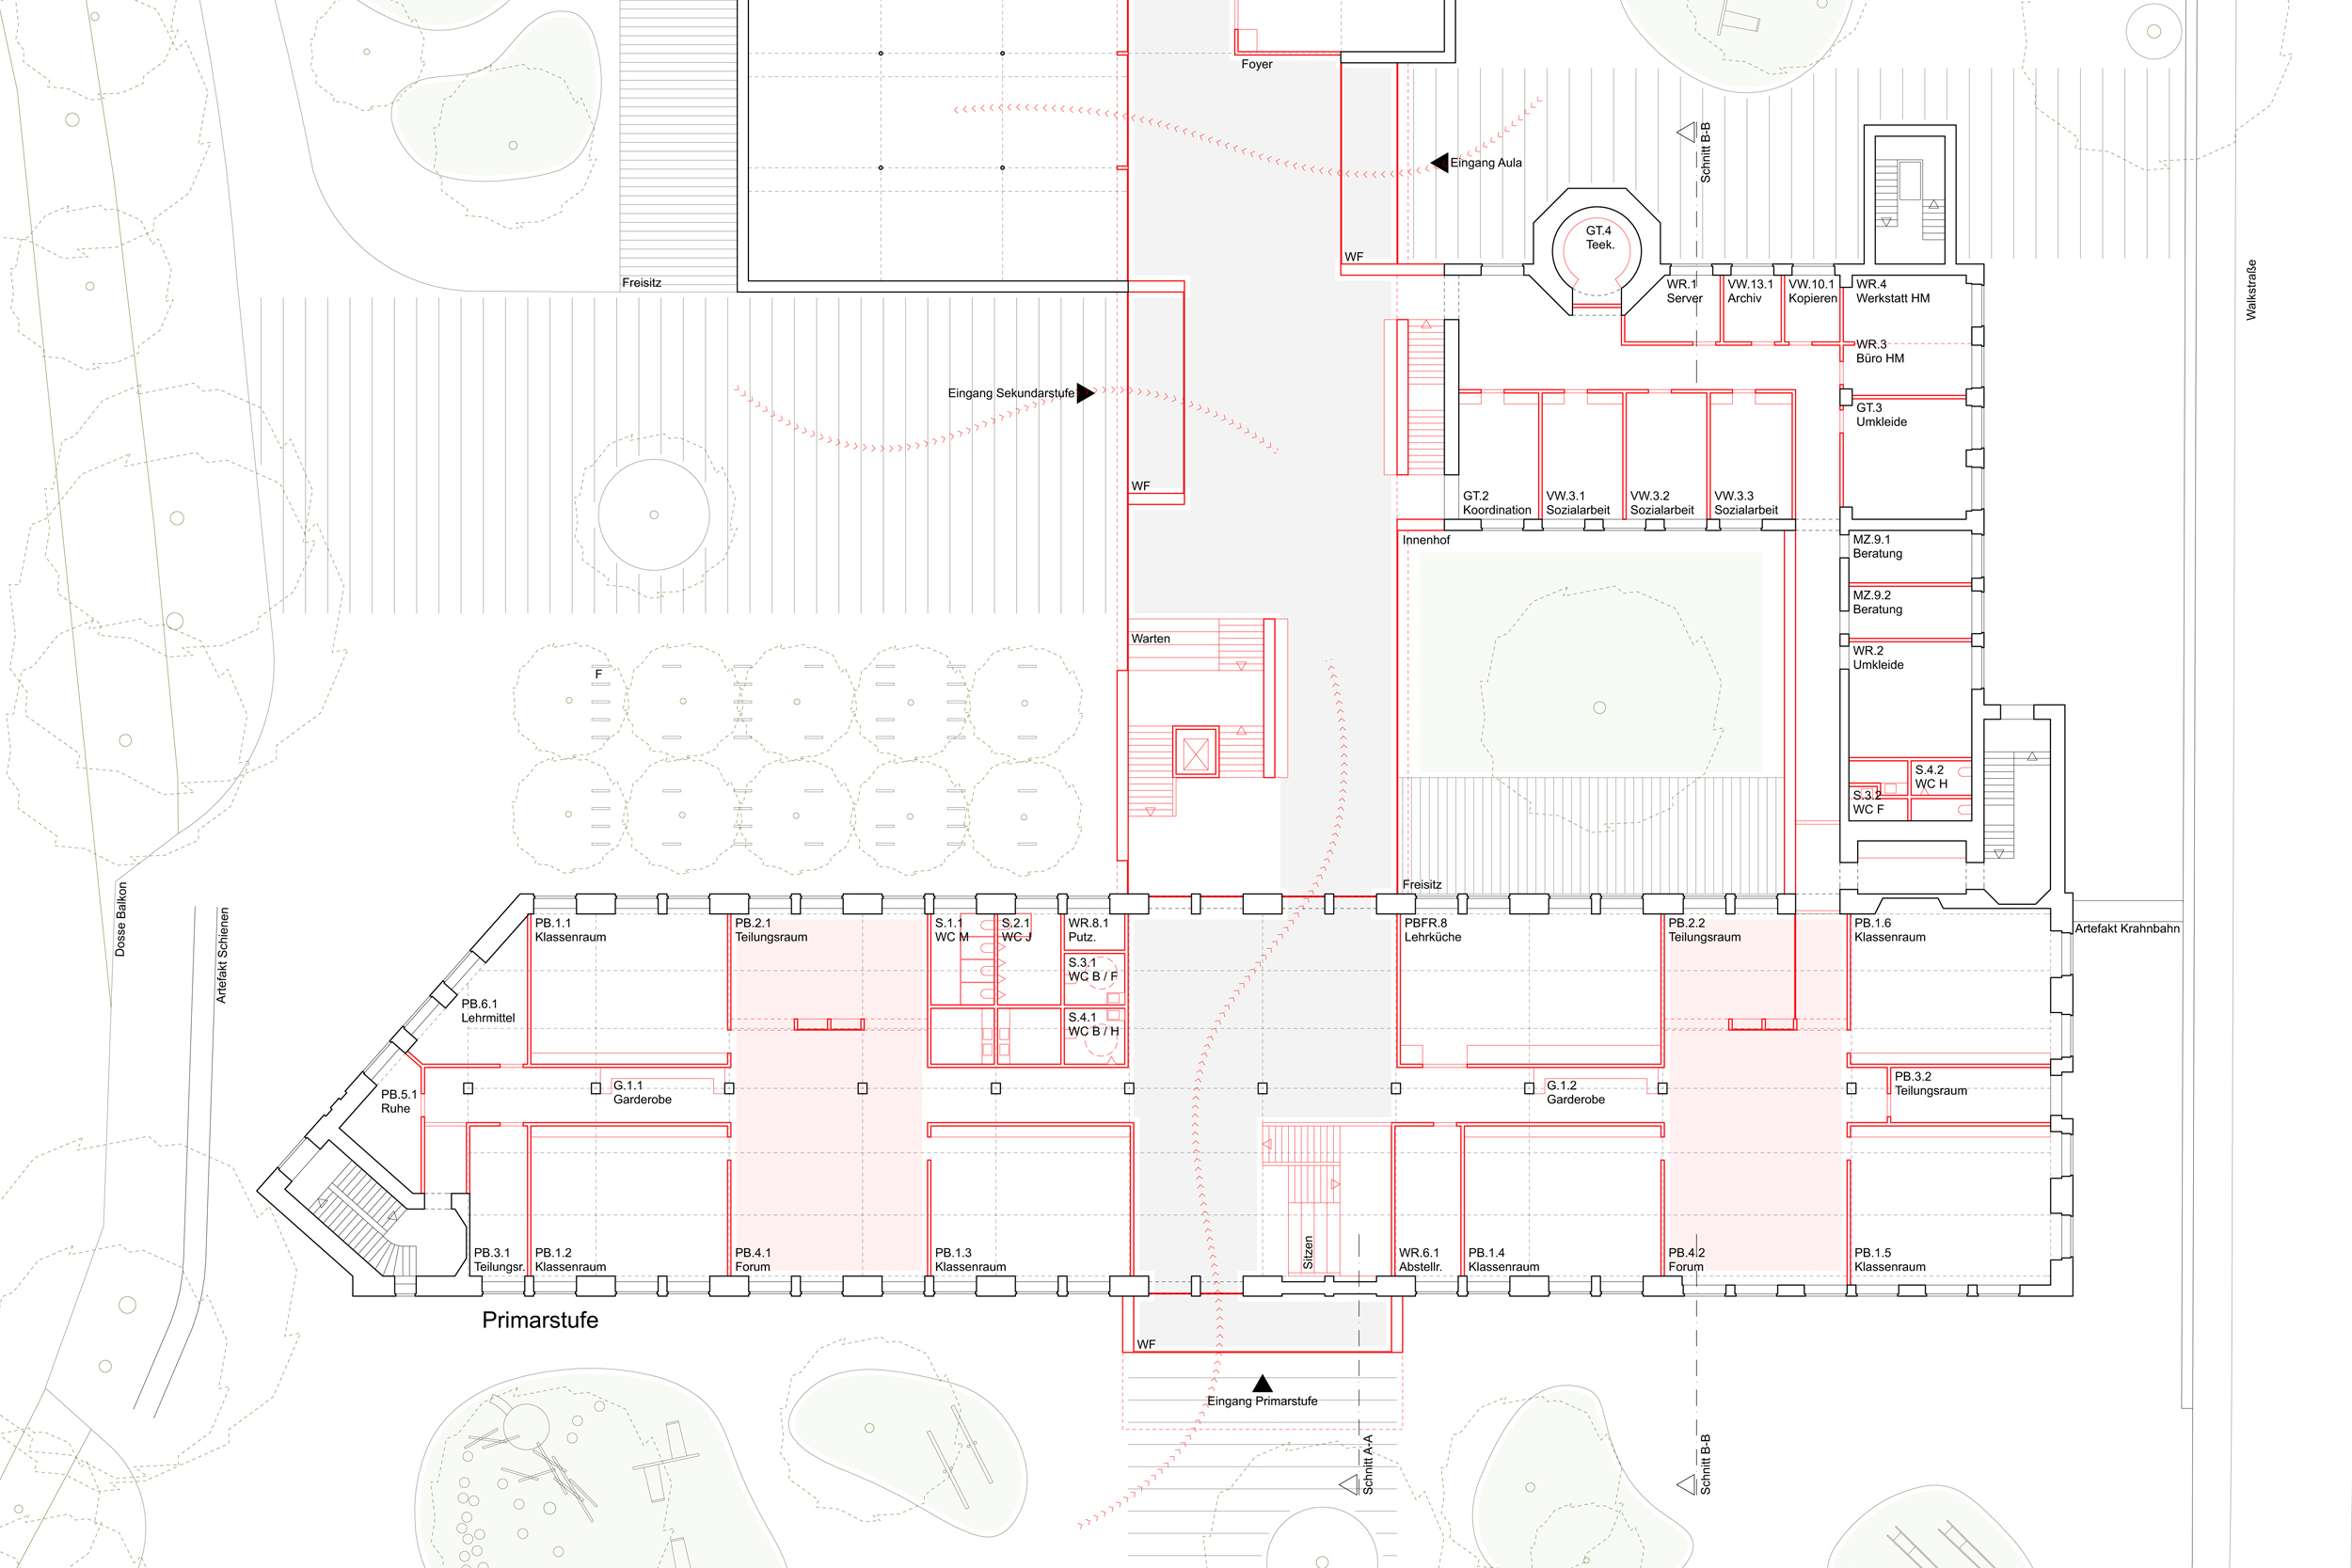 Foyer
Eingang Aula
Schnitt B-B
GT.4
Teek.
WF
Freisitz
WR.1
Server
VW.13.1
Archiv
VW.10.1
Kopieren
WR.4
Werkstatt HM
Walkstraße
WR.3
Büro HM
Eingang Sekundarstufe
GT.3
Umkleide
WF
GT.2
Koordination
VW.3.1
Sozialarbeit
VW.3.2
Sozialarbeit
VW.3.3
Sozialarbeit
Innenhof
MZ.9.1
Beratung
MZ.9.2
Beratung
Warten
WR.2
Umkleide
F
S.4.2
WC H
S.3.2
WC F
Freisitz
Dosse Balkon
Artefakt Schienen
PB.1.1
Klassenraum
PB.2.1
Teilungsraum
S.1.1
WC M
S.2.1
WC J
WR.8.1
Putz.
PBFR.8
Lehrküche
PB.2.2
Teilungsraum
PB.1.6
Klassenraum
Artefakt Krahnbahn
S.3.1
WC B / F
PB.6.1
Lehrmittel
S.4.1
WC B / H
PB.5.1
Ruhe
G.1.1
Garderobe
G.1.2
Garderobe
PB.3.2
Teilungsraum
Sitzen
PB.3.1
Teilungsr.
PB.1.2
Klassenraum
PB.4.1
Forum
PB.1.3
Klassenraum
WR.6.1
Abstellr.
PB.1.4
Klassenraum
PB.4.2
Forum
PB.1.5
Klassenraum
Primarstufe
WF
Eingang Primarstufe
Schnitt A-A
Schnitt B-B